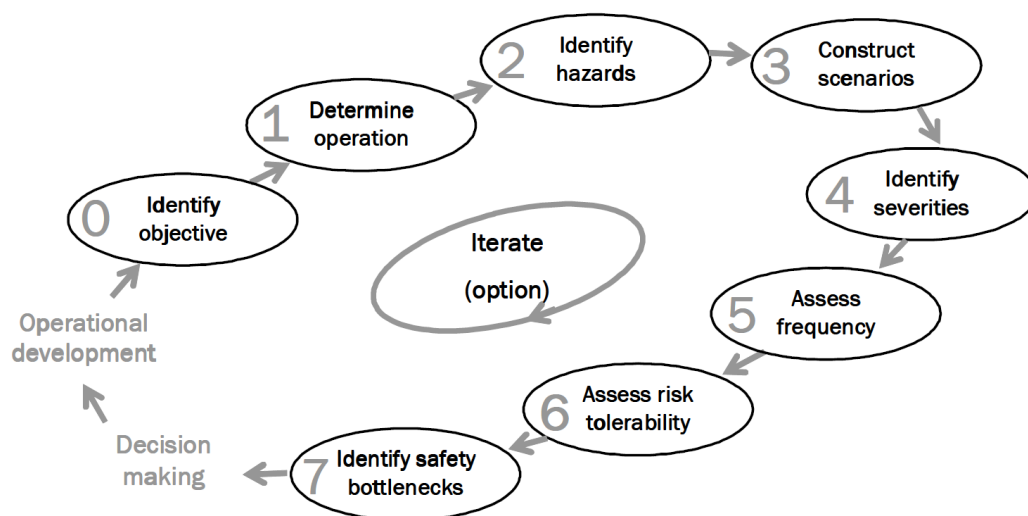 0
Identify
objective
1
Determine
operation
2
Identify
hazards
3
Construct
scenarios
4
Identify
severities
5
Assess
frequency
6
Assess risk
tolerability
7
Identify safety
bottlenecks
Decision
making
Operational
development
Iterate
(option)